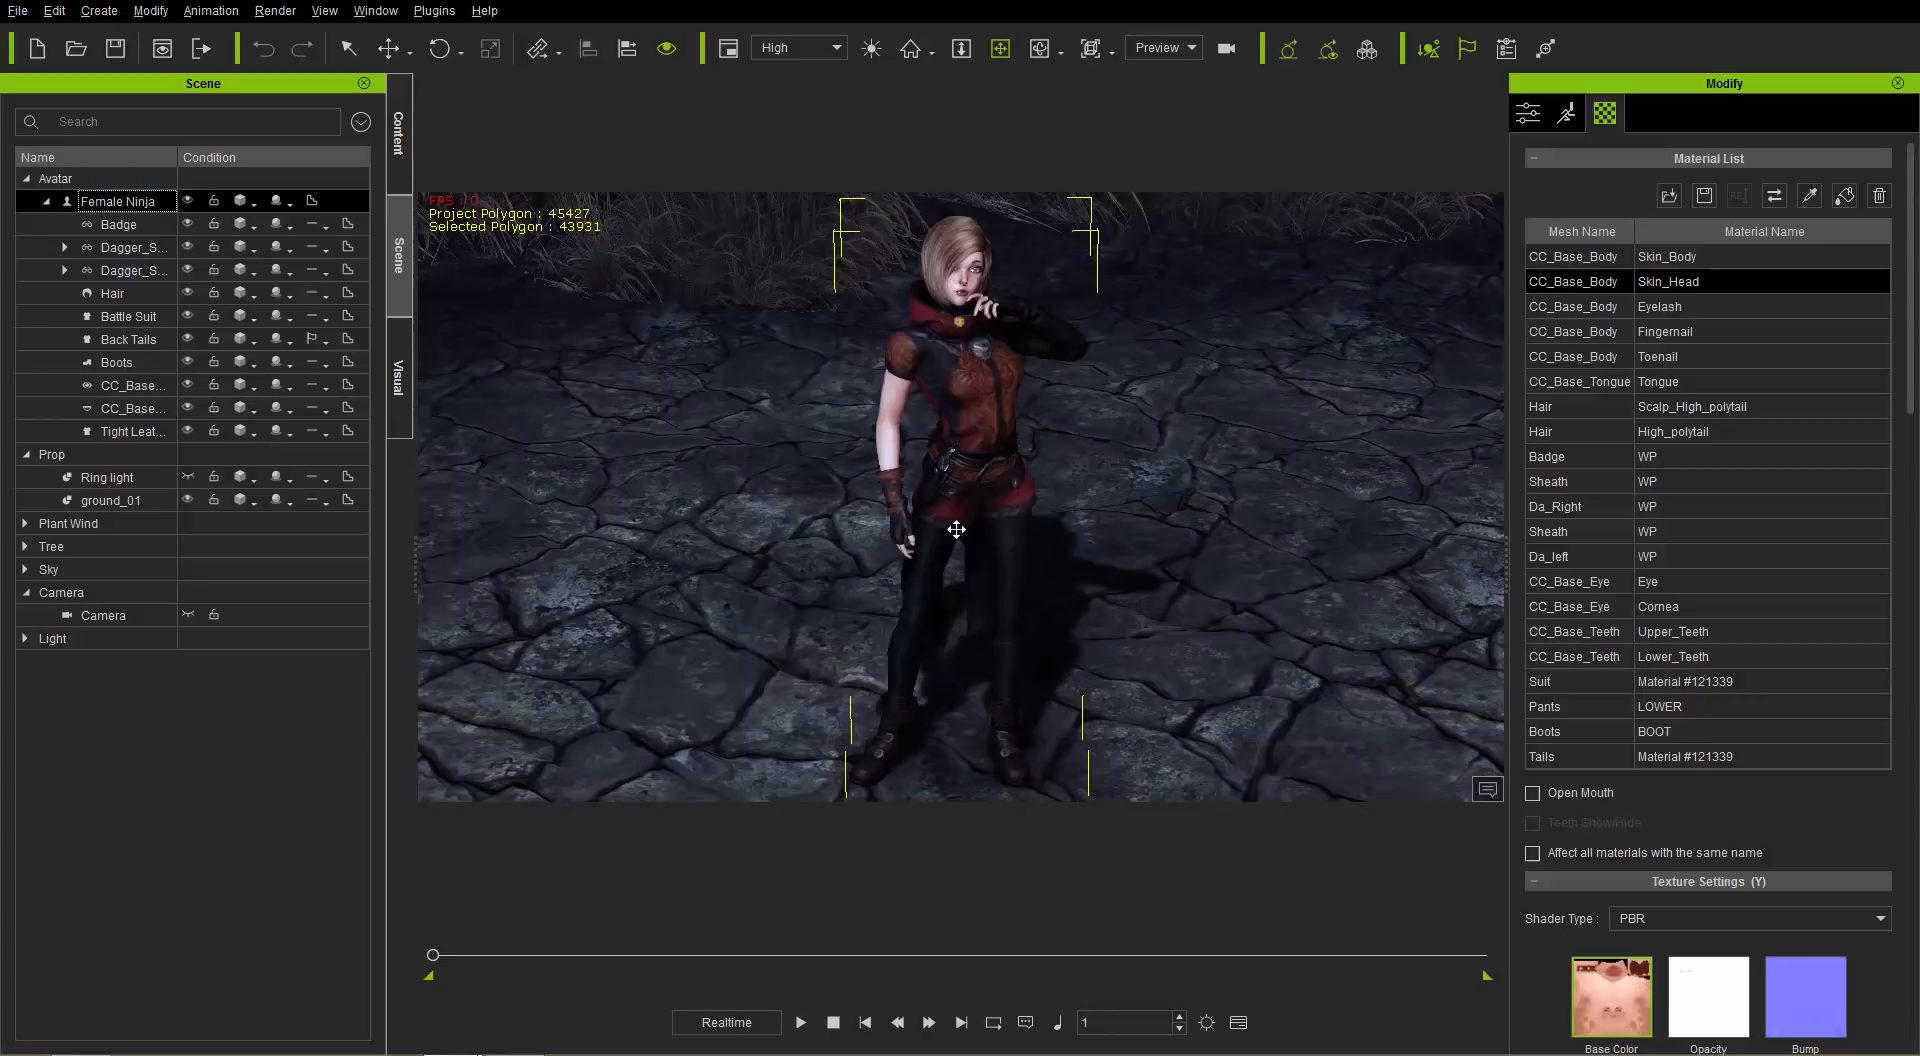 File Edit Create Modify Animation Render View Window Plugins Help
High
Preview
Scene
Search
Name Condition
Avatar
Female Ninja
Badge
Dagger_S...
Dagger_S...
Hair
Battle Suit
Back Tails
Boots
CC_Base...
CC_Base...
Tight Leat...
Prop
Ring light
ground_01
Plant Wind
Tree
Sky
Camera
Camera
Light
Content
Scene
Visual
FPS : 0
Project Polygon : 45427
Selected Polygon : 43931
Realtime
1
Modify
Material List
Mesh Name Material Name
CC_Base_Body Skin_Body
CC_Base_Body Skin_Head
CC_Base_Body Eyelash
CC_Base_Body Fingernail
CC_Base_Body Toenail
CC_Base_Tongue Tongue
Hair Scalp_High_polytail
Hair High_polytail
Badge WP
Sheath WP
Da_Right WP
Sheath WP
Da_left WP
CC_Base_Eye Eye
CC_Base_Eye Cornea
CC_Base_Teeth Upper_Teeth
CC_Base_Teeth Lower_Teeth
Suit Material #121339
Pants LOWER
Boots BOOT
Tails Material #121339
Open Mouth
Teeth Show/Hide
Affect all materials with the same name
Texture Settings (Y)
Shader Type : PBR
Base Color Opacity Bump